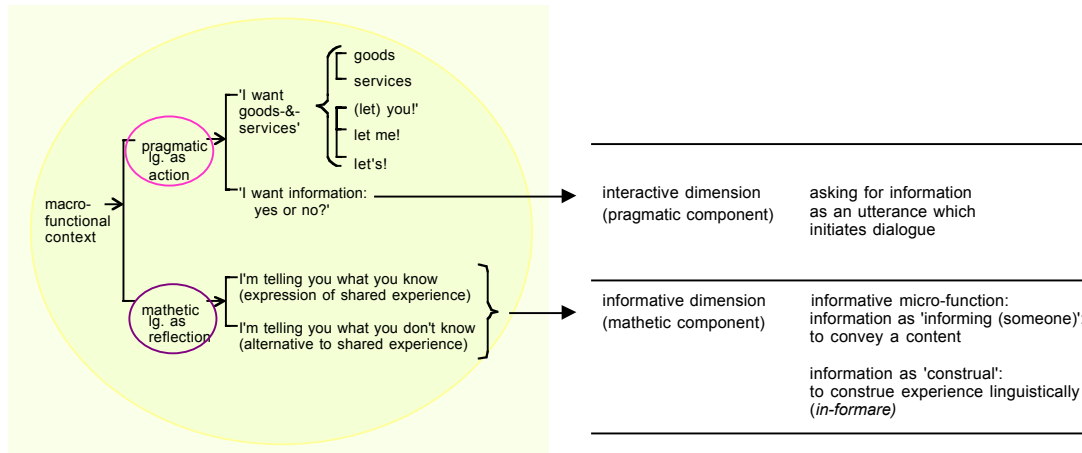 macro-
functional
context
pragmatic
lg. as
action
'I want
goods-&-
services'
goods
services
(let) you!'
let me!
let's!
'I want information:
yes or no?'
mathetic
lg. as
reflection
I'm telling you what you know
(expression of shared experience)
I'm telling you what you don't know
(alternative to shared experience)
interactive dimension
(pragmatic component)
asking for information
as an utterance which
initiates dialogue
informative dimension
(mathetic component)
informative micro-function:
information as 'informing (someone)':
to convey a content
information as 'construal':
to construe experience linguistically
(in-formare)